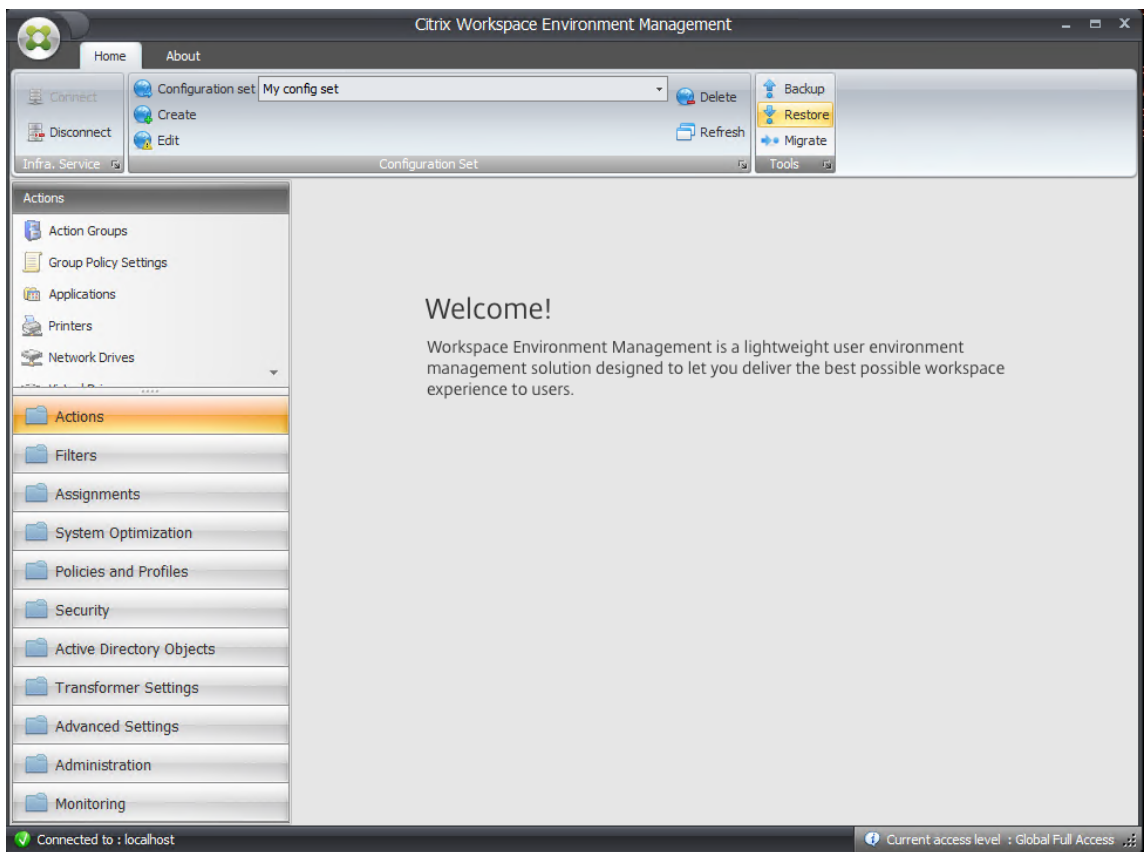 Citrix Workspace Environment Management
Home
About
Connect
Disconnect
Infra. Service
Configuration set
My config set
Create
Edit
Delete
Refresh
Configuration Set
Backup
Restore
Migrate
Tools
Actions
Action Groups
Group Policy Settings
Applications
Printers
Network Drives
Actions
Filters
Assignments
System Optimization
Policies and Profiles
Security
Active Directory Objects
Transformer Settings
Advanced Settings
Administration
Monitoring
Welcome!
Workspace Environment Management is a lightweight user environment
management solution designed to let you deliver the best possible workspace
experience to users.
Connected to : localhost
Current access level : Global Full Access